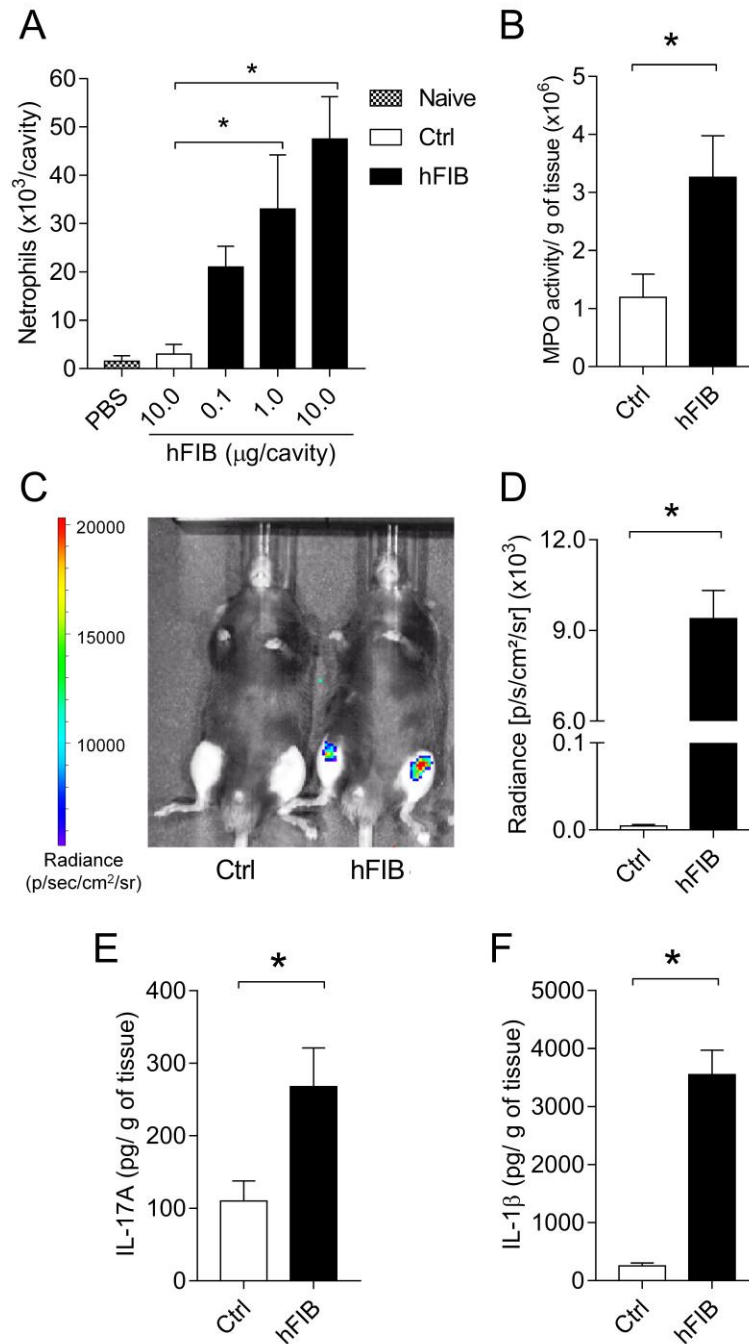 A
Netrophils (x10³/cavity)
60
50
40
30
20
10
0
*
*
Naive
Ctrl
hFIB
PBS
10.0
0.1
1.0
10.0
hFIB (μg/cavity)
B
MPO activity/ g of tissue (x10⁶)
5
4
3
2
1
0
*
Ctrl
hFIB
C
20000
15000
10000
Radiance
(p/sec/cm²/sr)
Ctrl
hFIB
D
Radiance [p/s/cm²/sr] (x10³)
12.0
9.0
6.0
0.1
0.0
*
Ctrl
hFIB
E
IL-17A (pg/ g of tissue)
400
300
200
100
0
*
Ctrl
hFIB
F
IL-1β (pg/ g of tissue)
5000
4000
3000
2000
1000
0
*
Ctrl
hFIB